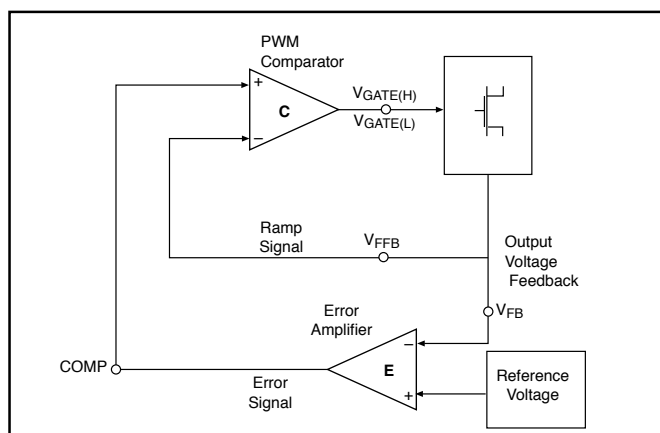 PWM
Comparator
+
C
–
VGATE(H)
VGATE(L)
Ramp
Signal
VFFB
Output
Voltage
Feedback
VFB
Error
Amplifier
–
E
+
COMP
Error
Signal
Reference
Voltage